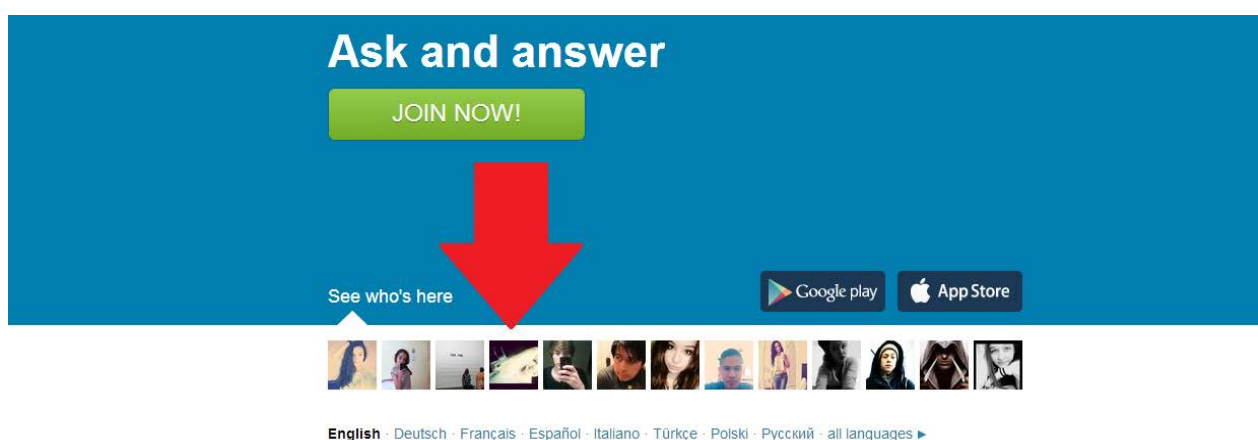 Ask and answer
JOIN NOW!
See who's here
Google play
App Store
English · Deutsch · Français · Español · Italiano · Türkçe · Polski · Русский · all languages ►